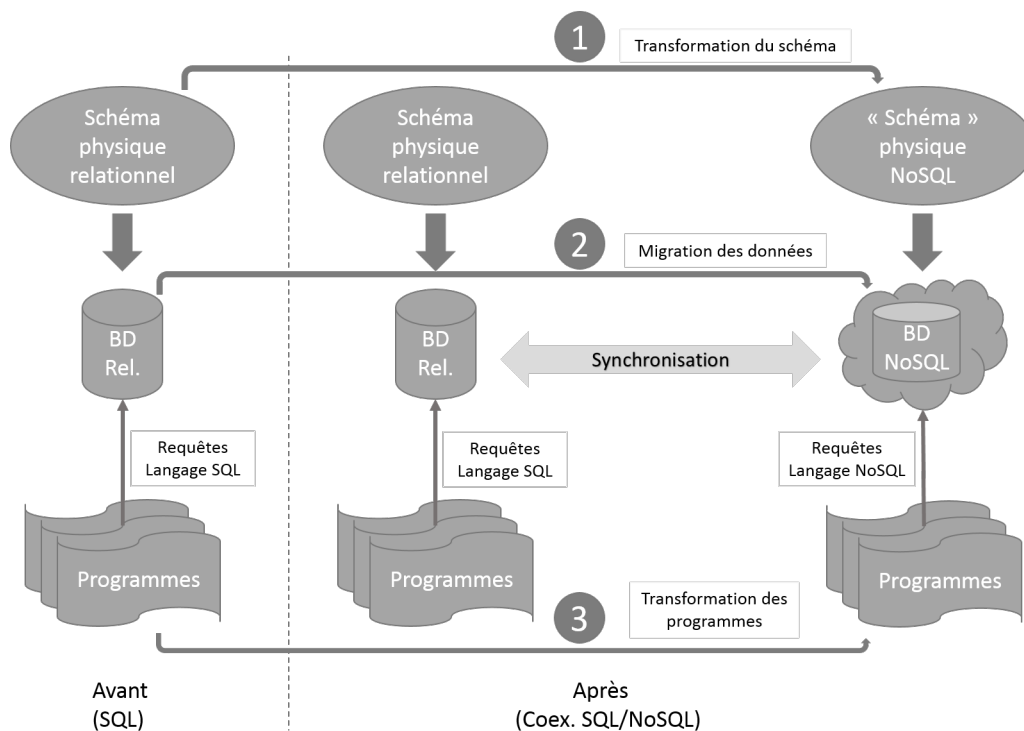 1
Transformation du schéma
Schéma
physique
relationnel
Schéma
physique
relationnel
« Schéma »
physique
NoSQL
2
Migration des données
BD
Rel.
BD
Rel.
Synchronisation
BD
NoSQL
Requêtes
Langage SQL
Requêtes
Langage SQL
Requêtes
Langage NoSQL
Programmes
Programmes
Programmes
3
Transformation des
programmes
Avant
(SQL)
Après
(Coex. SQL/NoSQL)